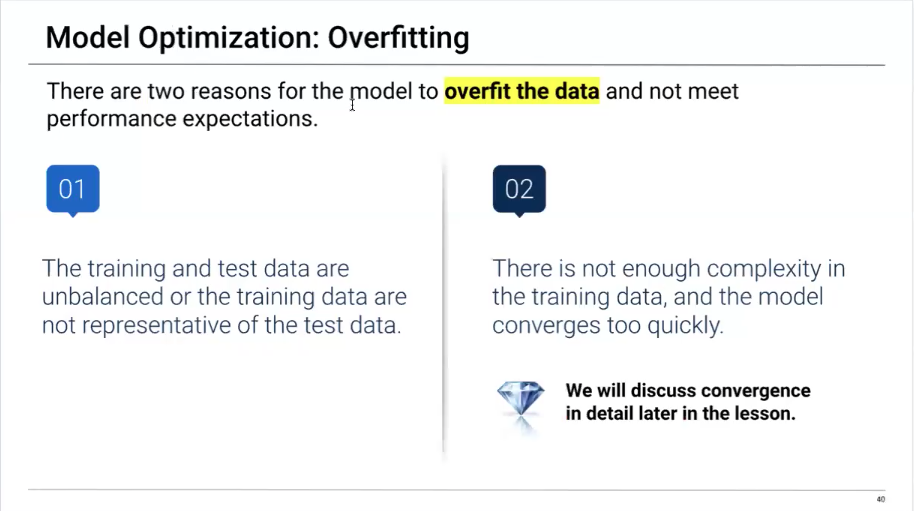 Model Optimization: Overfitting
There are two reasons for the model to overfit the data and not meet
performance expectations.
01
The training and test data are
unbalanced or the training data are
not representative of the test data.
02
There is not enough complexity in
the training data, and the model
converges too quickly.
We will discuss convergence
in detail later in the lesson.
40